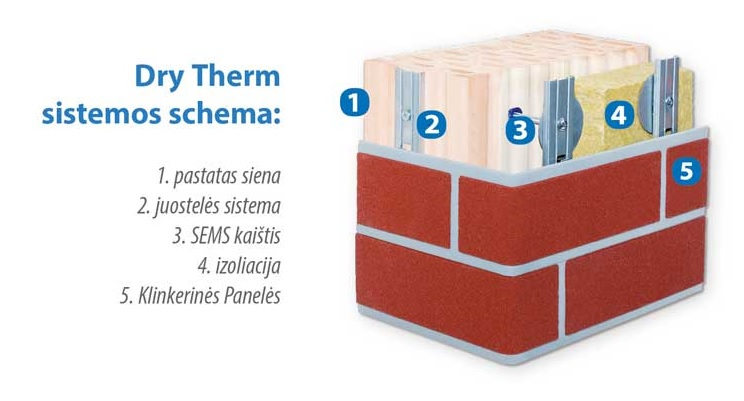 Dry Therm
sistemos schema:
1. pastatas siena
2. juostelės sistema
3. SEMS kaištis
4. izoliacija
5. Klinkerinės Panelės
1
2
3
4
5